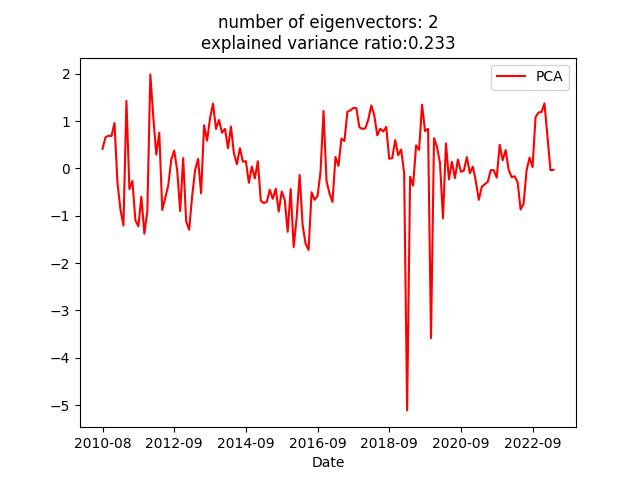 number of eigenvectors: 2
explained variance ratio:0.233
PCA
2
1
0
−1
−2
−3
−4
−5
2010-08 2012-09 2014-09 2016-09 2018-09 2020-09 2022-09
Date